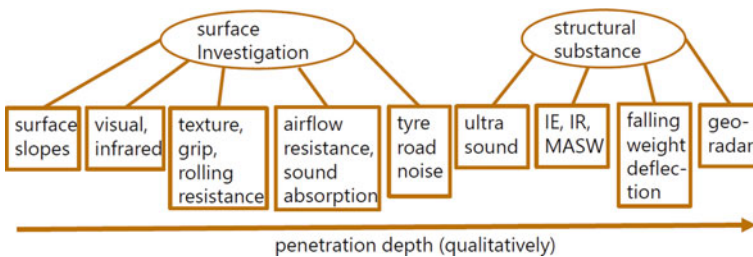 surface
Investigation
structural
substance
surface
slopes
visual,
infrared
texture,
grip,
rolling
resistance
airflow
resistance,
sound
absorption
tyre
road
noise
ultra
sound
IE, IR,
MASW
falling
weight
deflec-
tion
geo-
radar
penetration depth (qualitatively)